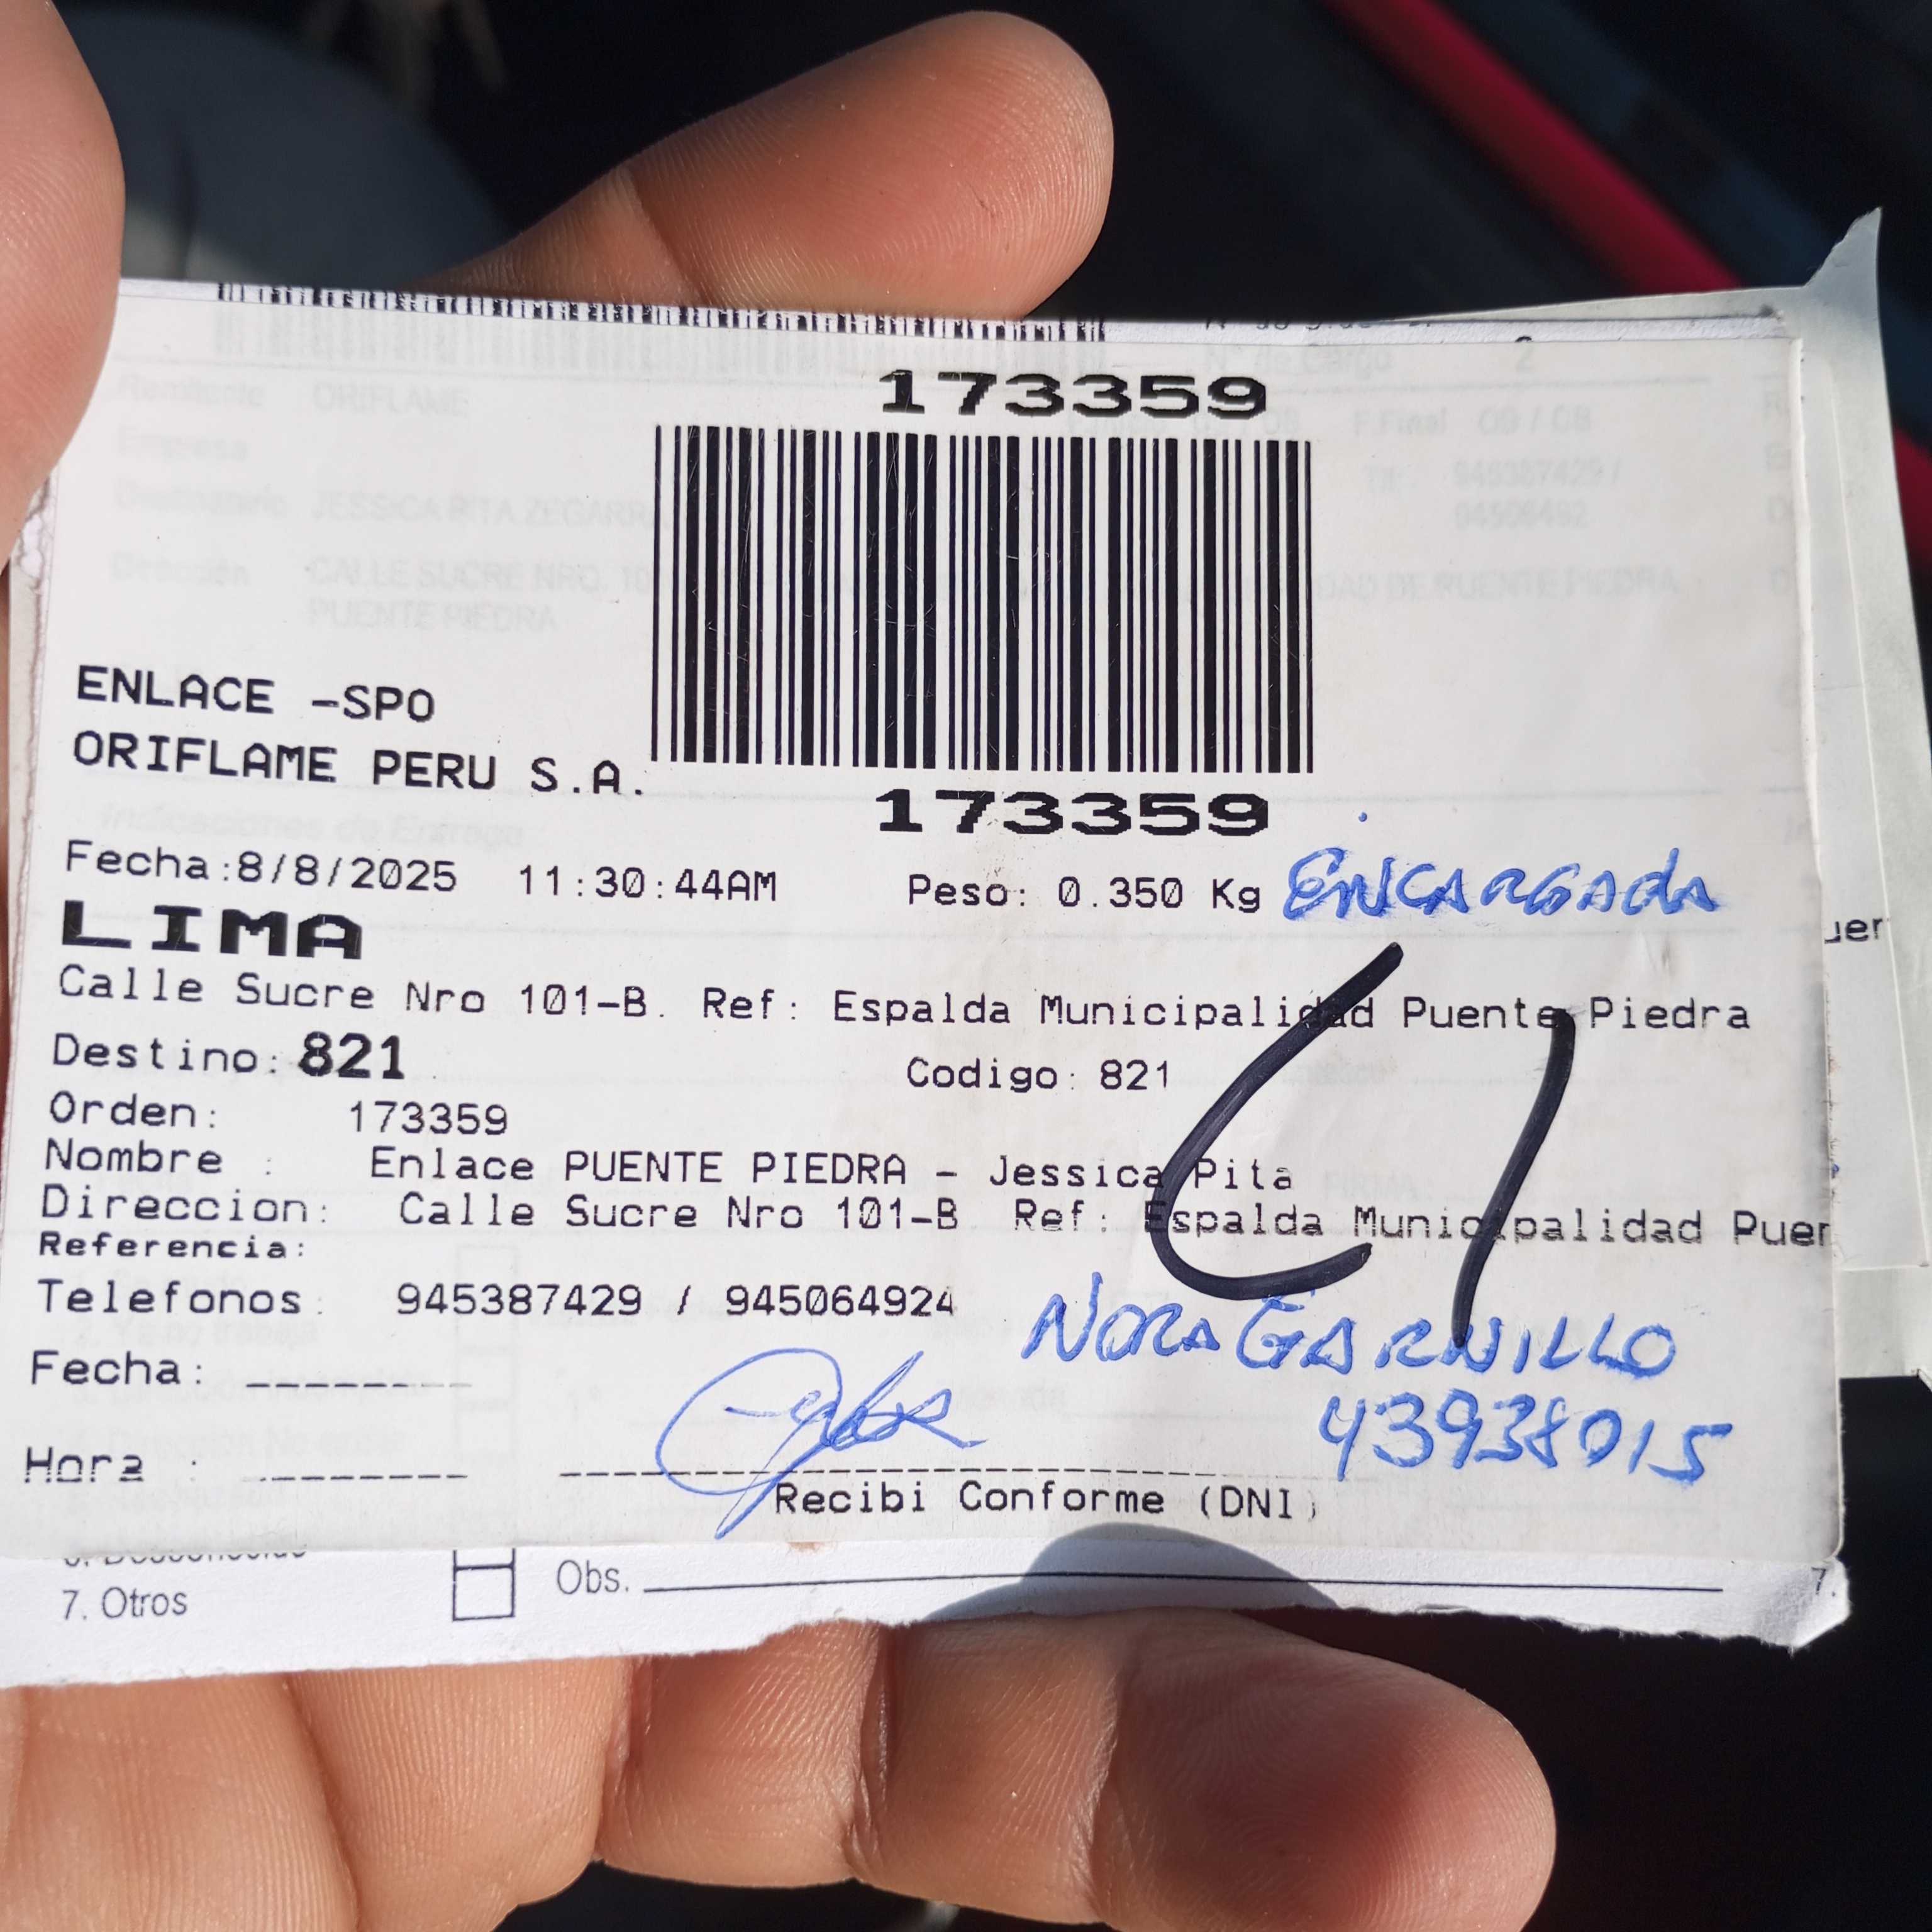 173359
173359
ENLACE -SPO
ORIFLAME PERU S.A.
Fecha:8/8/2025 11:30:44AM Peso: 0.350 Kg ENCARGADA
LIMA
Calle Sucre Nro 101-B. Ref: Espalda Municipalidad Puente Piedra
Destino: 821 Codigo: 821
Orden: 173359
Nombre : Enlace PUENTE PIEDRA - Jessica Pita
Direccion: Calle Sucre Nro 101-B Ref: Espalda Municipalidad Puen
Referencia:
Telefonos: 945387429 / 945064924
NORA
43938015
Fecha:
Hora :
Recibi Conforme (DNI)
7. Otros Obs.
7.